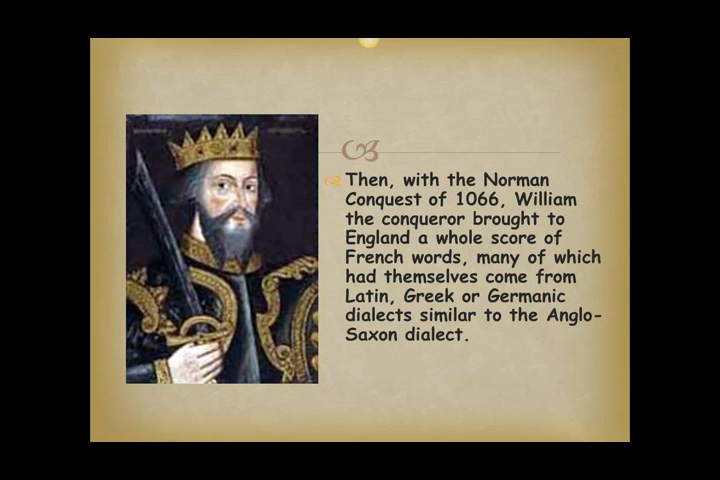 Then, with the Norman
Conquest of 1066, William
the conqueror brought to
England a whole score of
French words, many of which
had themselves come from
Latin, Greek or Germanic
dialects similar to the Anglo-
Saxon dialect.